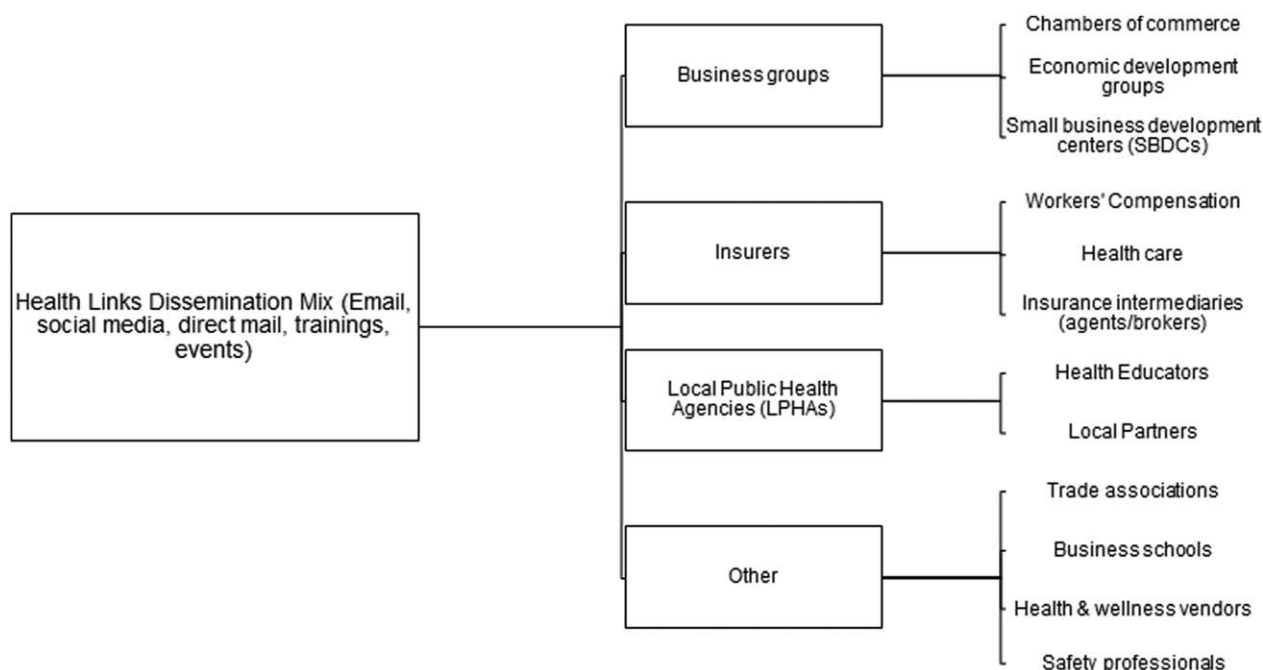 Health Links Dissemination Mix (Email,
social media, direct mail, trainings,
events)
Business groups
Chambers of commerce
Economic development
groups
Small business development
centers (SBDCs)
Insurers
Workers' Compensation
Health care
Insurance intermediaries
(agents/brokers)
Local Public Health
Agencies (LPHAs)
Health Educators
Local Partners
Other
Trade associations
Business schools
Health & wellness vendors
Safety professionals